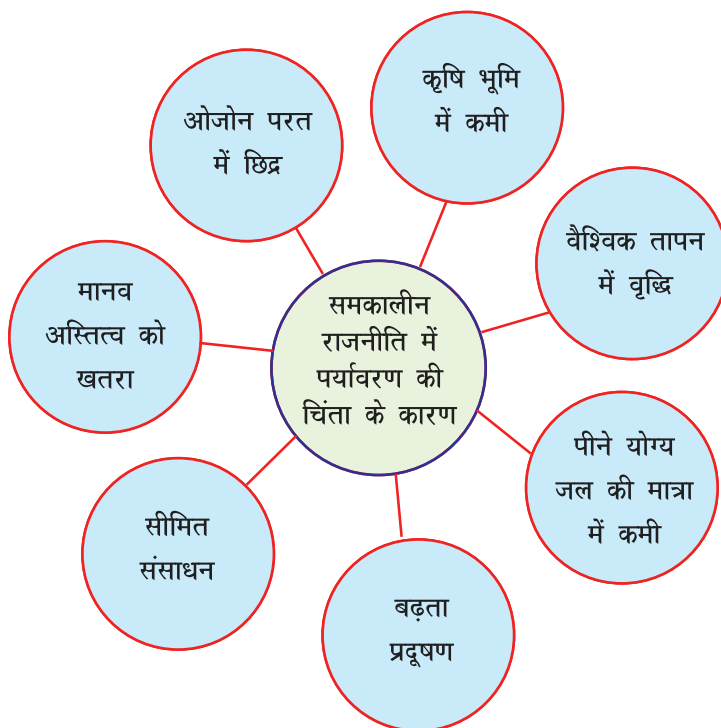 समकालीन
राजनीति में
पर्यावरण की
चिंता के कारण
कृषि भूमि
में कमी
वैश्विक तापन
में वृद्धि
पीने योग्य
जल की मात्रा
में कमी
बढ़ता
प्रदूषण
सीमित
संसाधन
मानव
अस्तित्व को
खतरा
ओजोन परत
में छिद्र